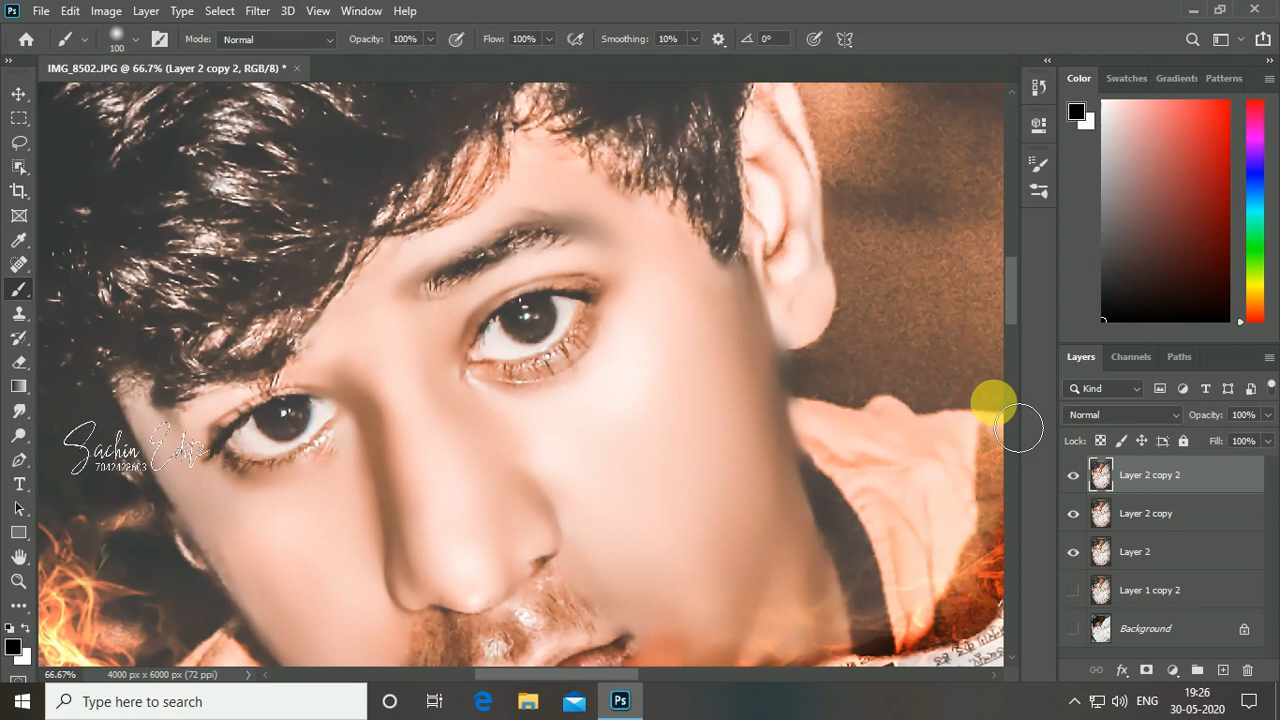 File Edit Image Layer Type Select Filter 3D View Window Help
100 Mode: Normal Opacity: 100% Flow: 100% Smoothing: 10% 0°
IMG_8502.JPG @ 66.7% (Layer 2 copy 2, RGB/8) *
Color Swatches Gradients Patterns
Layers Channels Paths
Kind
Normal Opacity: 100%
Lock: Fill: 100%
Layer 2 copy 2
Layer 2 copy
Layer 2
Layer 1 copy 2
Background
Sachin Editz
7042428603
66.67% 4000 px x 6000 px (72 ppi)
Type here to search
ENG
19:26
30-05-2020